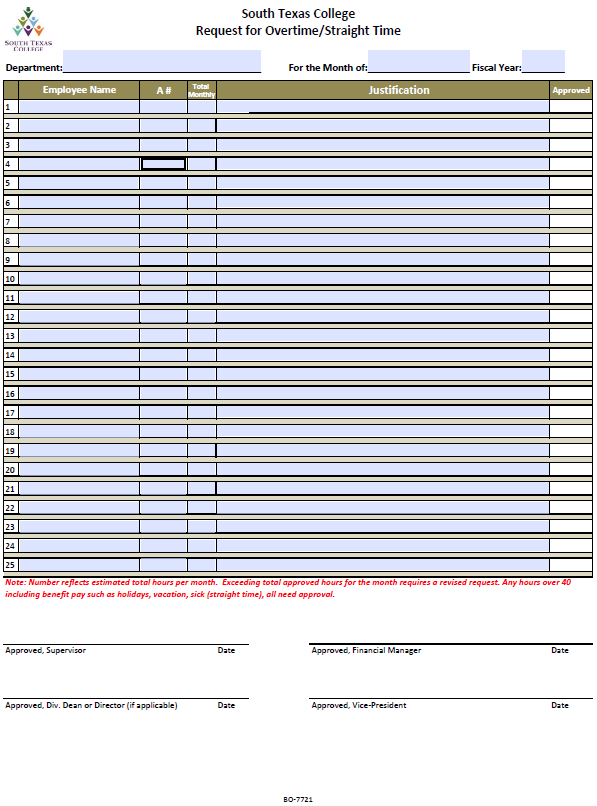 South Texas College
Request for Overtime/Straight Time
SOUTH TEXAS
COLLEGE
Department: For the Month of: Fiscal Year:
Employee Name A # Total Monthly Justification Approved
1
2
3
4
5
6
7
8
9
10
11
12
13
14
15
16
17
18
19
20
21
22
23
24
25
Note: Number reflects estimated total hours per month. Exceeding total approved hours for the month requires a revised request. Any hours over 40
including benefit pay such as holidays, vacation, sick (straight time), all need approval.
Approved, Supervisor Date Approved, Financial Manager Date
Approved, Div. Dean or Director (if applicable) Date Approved, Vice-President Date
BO-7721